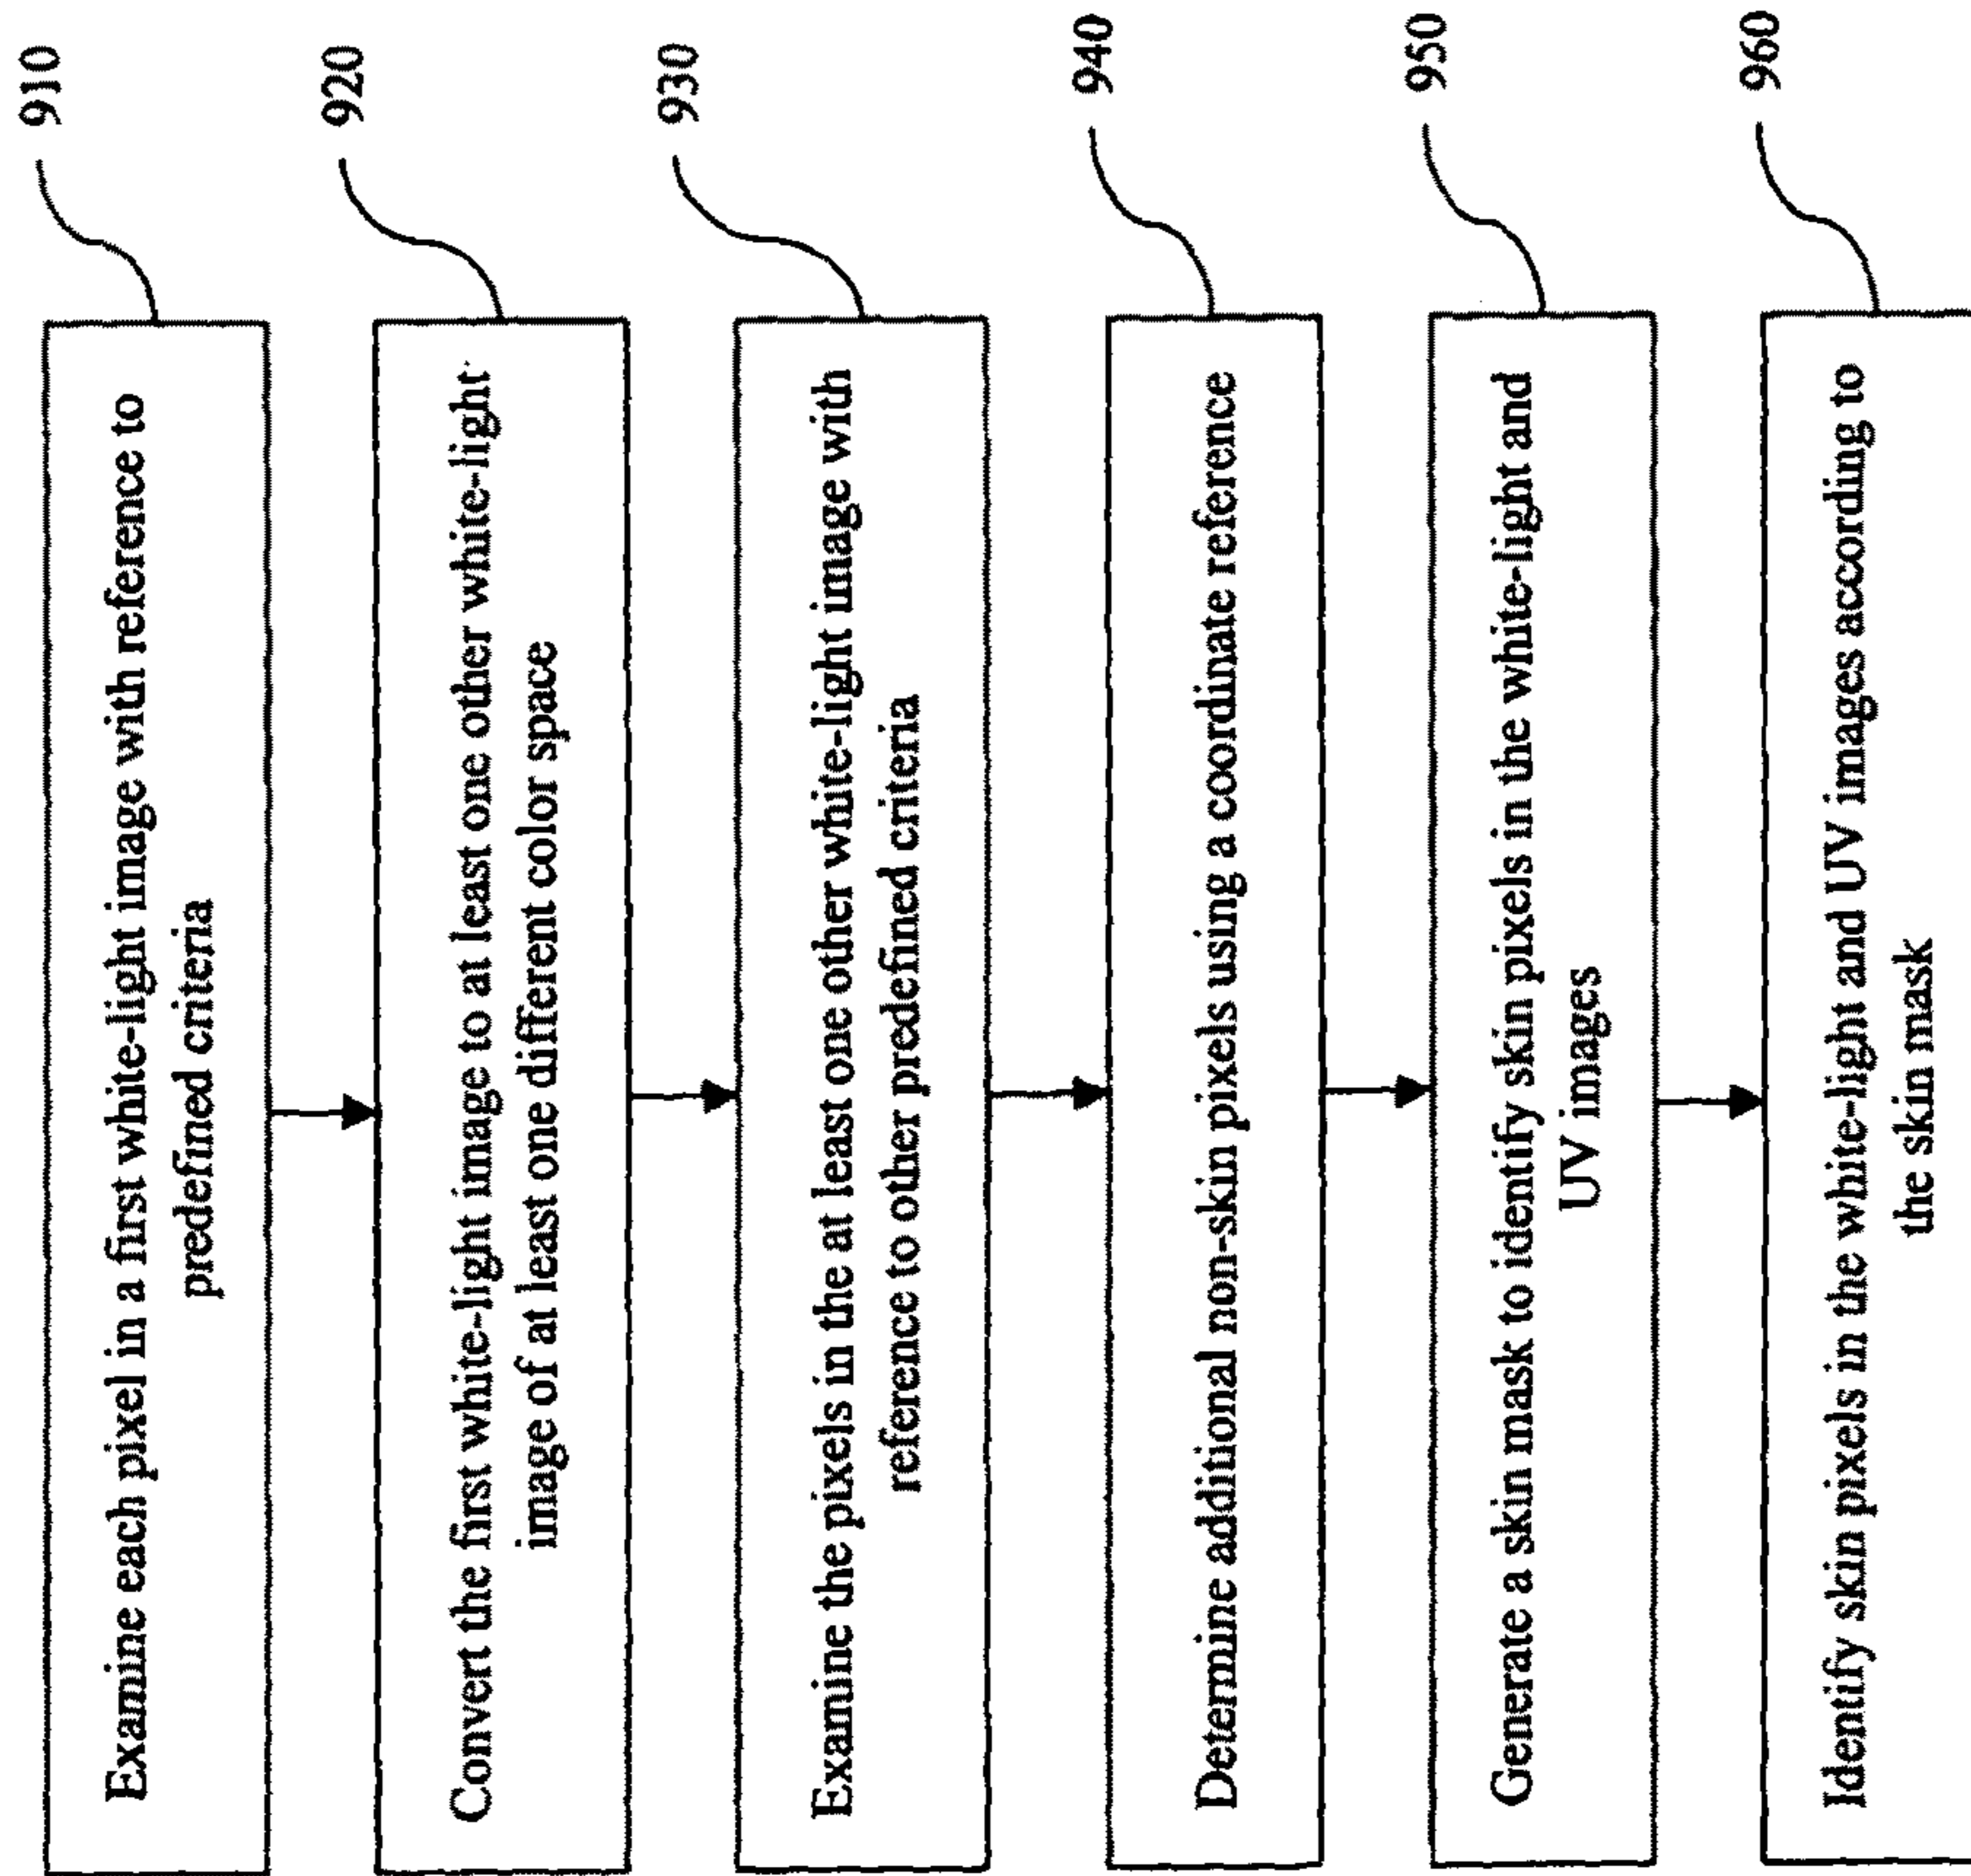 910
Examine each pixel in a first white-light image with reference to
predefined criteria
920
Convert the first white-light image to at least one other white-light
image of at least one different color space
930
Examine the pixels in the at least one other white-light image with
reference to other predefined criteria
940
Determine additional non-skin pixels using a coordinate reference
950
Generate a skin mask to identify skin pixels in the white-light and
UV images
960
Identify skin pixels in the white-light and UV images according to
the skin mask